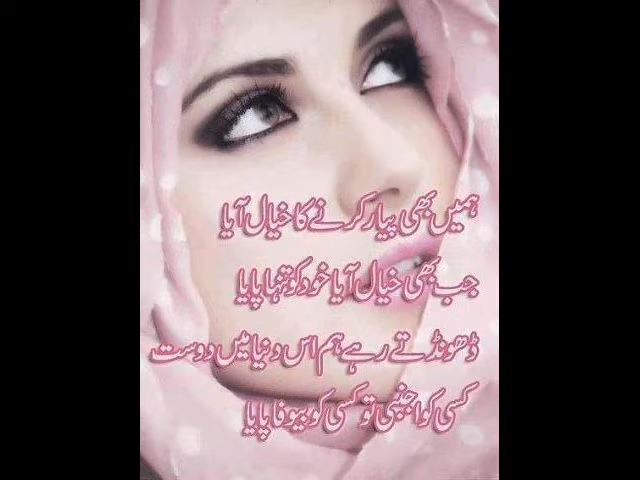 ہمیں بھی پیار کرنے کا خیال آیا
جب بھی خیال آیا خود کو تنہا پایا
ڈھونڈتے رہے ہم اس دنیا میں دوست
کسی کو اجنبی تو کسی کو بیوفا پایا